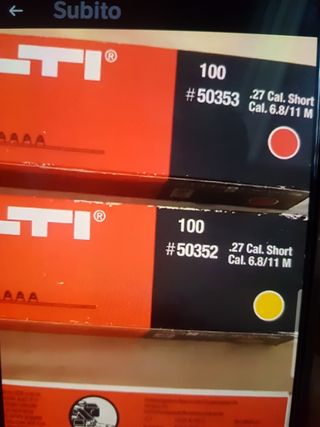 Subito
LTI®
100
#50353
.27 Cal. Short
Cal. 6.8/11 M
LTI®
100
#50352
.27 Cal. Short
Cal. 6.8/11 M